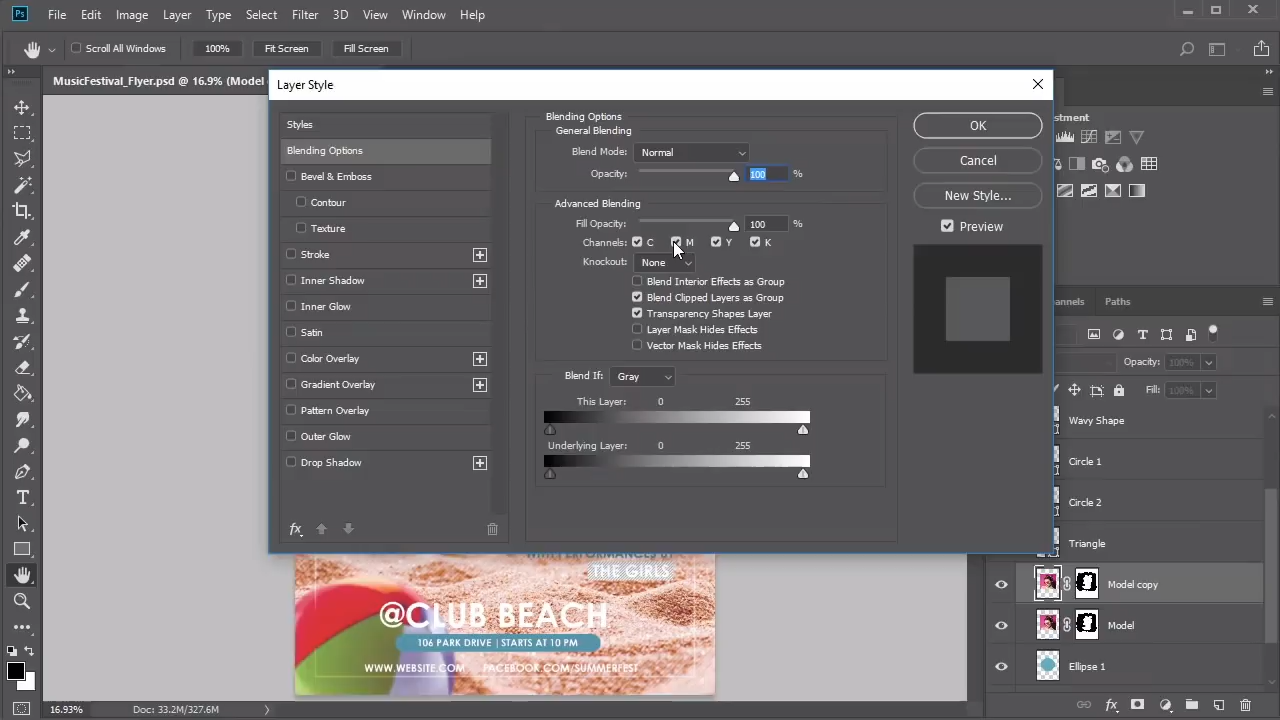 Ps File Edit Image Layer Type Select Filter 3D View Window Help
Scroll All Windows 100% Fit Screen Fill Screen
MusicFestival_Flyer.psd @ 16.9% (Model
Layer Style
Styles
Blending Options
Bevel & Emboss
Contour
Texture
Stroke
Inner Shadow
Inner Glow
Satin
Color Overlay
Gradient Overlay
Pattern Overlay
Outer Glow
Drop Shadow
fx
Blending Options
General Blending
Blend Mode: Normal
Opacity: 100 %
Advanced Blending
Fill Opacity: 100 %
Channels: C M Y K
Knockout: None
Blend Interior Effects as Group
Blend Clipped Layers as Group
Transparency Shapes Layer
Layer Mask Hides Effects
Vector Mask Hides Effects
Blend If: Gray
This Layer: 0 255
Underlying Layer: 0 255
OK
Cancel
New Style...
Preview
Paths
Opacity: 100%
Fill: 100%
Wavy Shape
Circle 1
Circle 2
Triangle
Model copy
Model
Ellipse 1
fx
THE GIRLS
@CLUB BEACH
106 PARK DRIVE | STARTS AT 10 PM
WWW.WEBSITE.COM FACEBOOK.COM/SUMMERFEST
16.93% Doc: 33.2M/327.6M